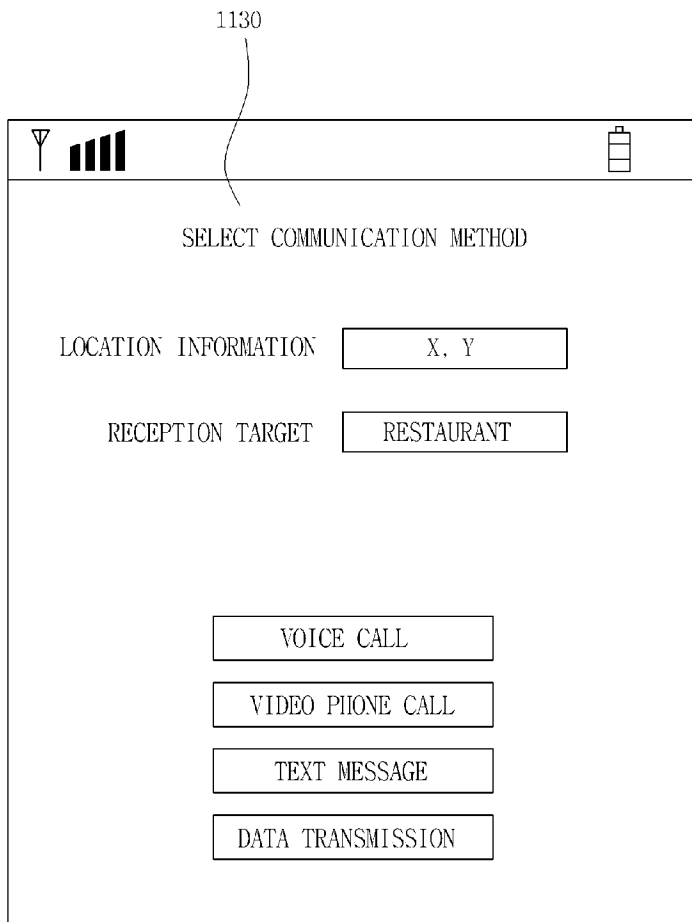 1130
SELECT COMMUNICATION METHOD
LOCATION INFORMATION X, Y
RECEPTION TARGET RESTAURANT
VOICE CALL
VIDEO PHONE CALL
TEXT MESSAGE
DATA TRANSMISSION